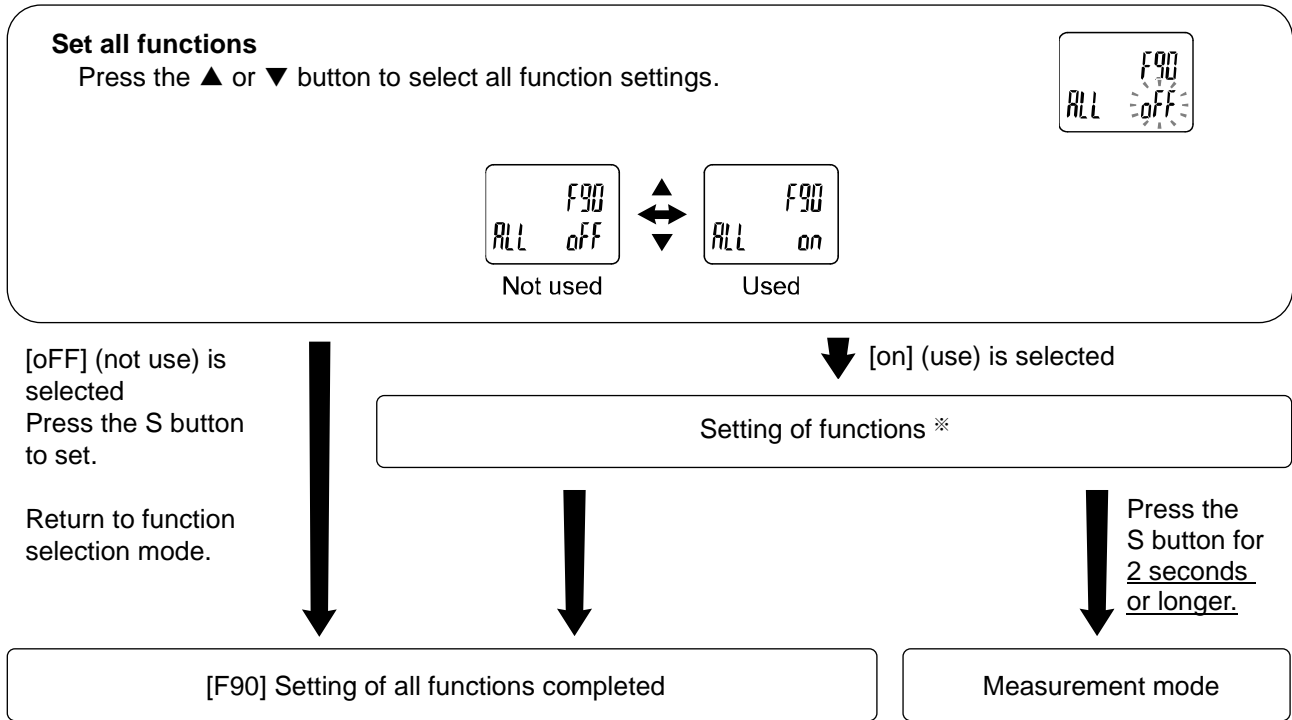 Set all functions
Press the ▲ or ▼ button to select all function settings.
F90
ALL oFF
F90
ALL oFF
▲
▼
F90
ALL on
Not used
Used
[oFF] (not use) is
selected
Press the S button
to set.
Return to function
selection mode.
[on] (use) is selected
Setting of functions ※
Press the
S button for
2 seconds
or longer.
[F90] Setting of all functions completed
Measurement mode